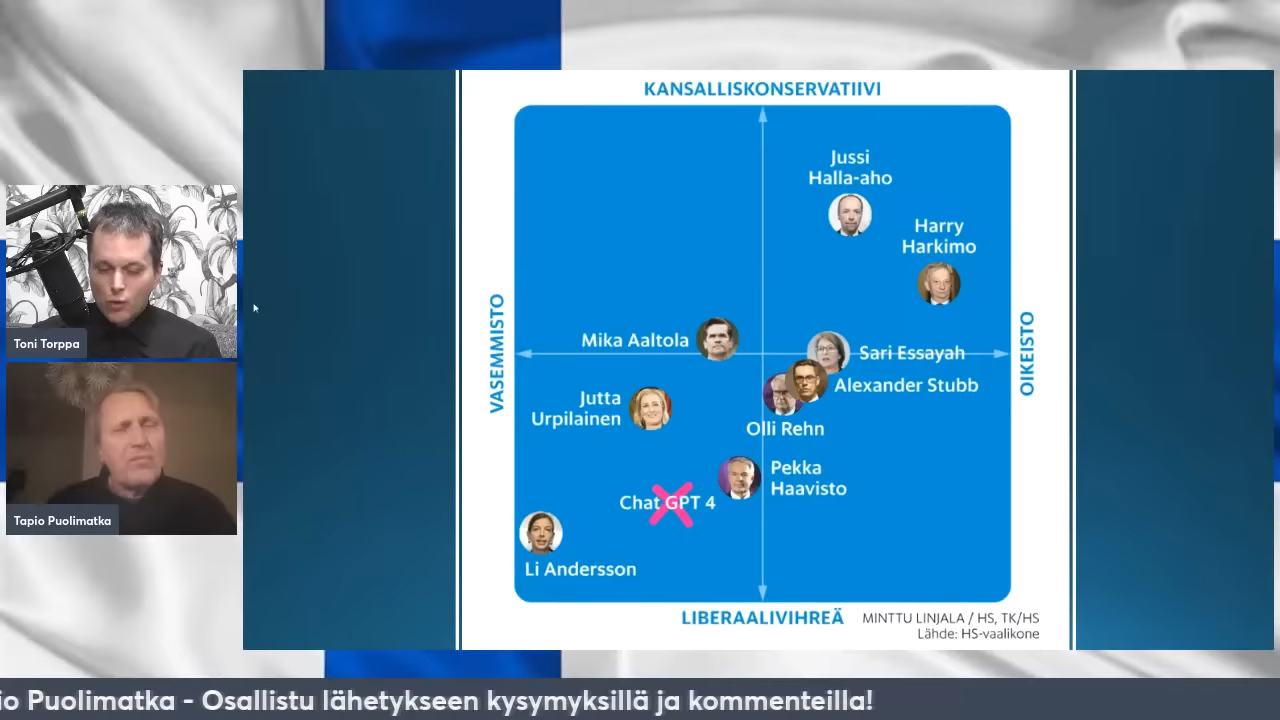 KANSALLISKONSERVATIIVI
Jussi
Halla-aho
Harry
Harkimo
VASEMMISTO
OIKEISTO
Mika Aaltola
Sari Essayah
Alexander Stubb
Jutta
Urpilainen
Olli Rehn
Pekka
Haavisto
Chat GPT 4
Li Andersson
LIBERAALIVIHREÄ
MINTTU LINJALA / HS, TK/HS
Lähde: HS-vaalikone
Toni Torppa
Tapio Puolimatka
io Puolimatka - Osallistu lähetykseen kysymyksillä ja kommenteilla!